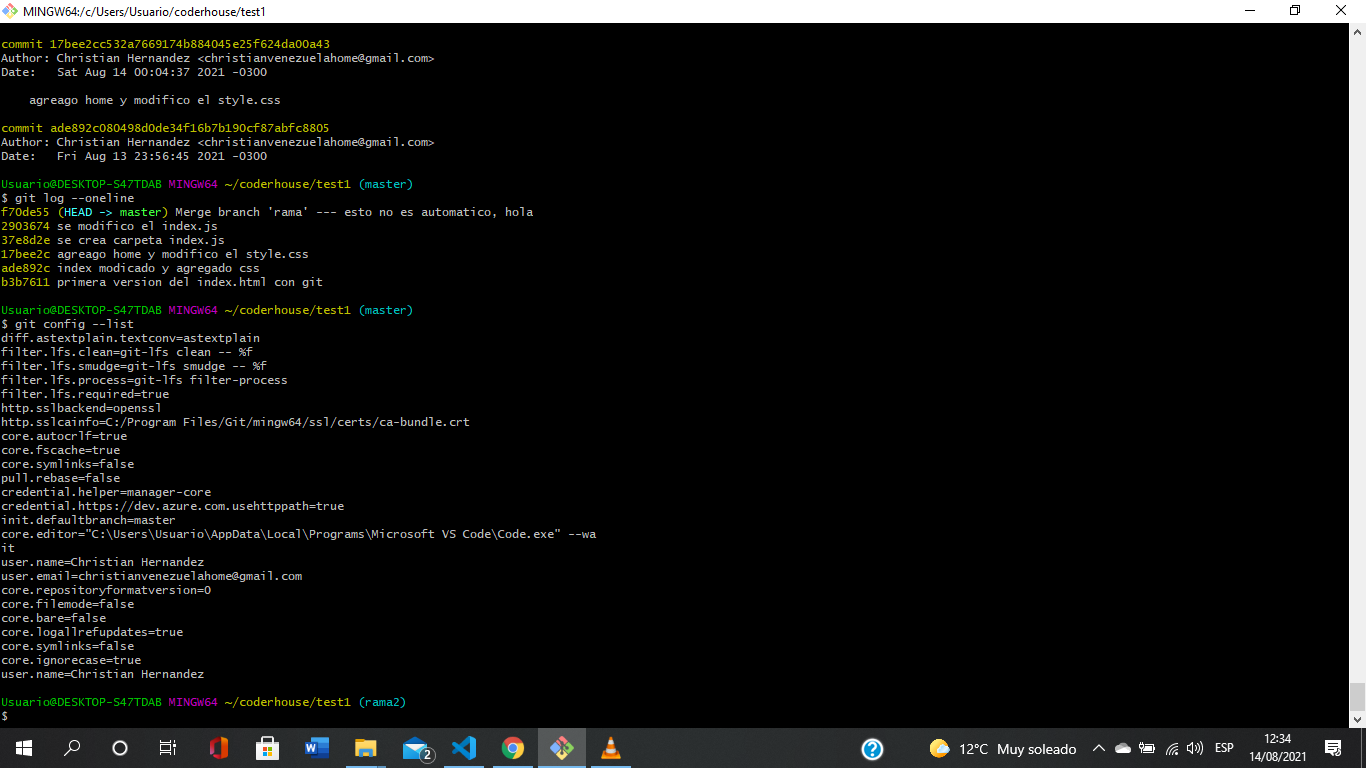 MINGW64:/c/Users/Usuario/coderhouse/test1
commit 17bee2cc532a7669174b884045e25f624da00a43
Author: Christian Hernandez <christianvenezuelahome@gmail.com>
Date:   Sat Aug 14 00:04:37 2021 -0300
    agreago home y modifico el style.css
commit ade892c080498d0de34f16b7b190cf87abfc8805
Author: Christian Hernandez <christianvenezuelahome@gmail.com>
Date:   Fri Aug 13 23:56:45 2021 -0300
Usuario@DESKTOP-S47TDAB MINGW64 ~/coderhouse/test1 (master)
$ git log --oneline
f70de55 (HEAD -> master) Merge branch 'rama' --- esto no es automatico, hola
2903674 se modifico el index.js
37e8d2e se crea carpeta index.js
17bee2c agreago home y modifico el style.css
ade892c index modicado y agregado css
b3b7611 primera version del index.html con git
Usuario@DESKTOP-S47TDAB MINGW64 ~/coderhouse/test1 (master)
$ git config --list
diff.astextplain.textconv=astextplain
filter.lfs.clean=git-lfs clean -- %f
filter.lfs.smudge=git-lfs smudge -- %f
filter.lfs.process=git-lfs filter-process
filter.lfs.required=true
http.sslbackend=openssl
http.sslcainfo=C:/Program Files/Git/mingw64/ssl/certs/ca-bundle.crt
core.autocrlf=true
core.fscache=true
core.symlinks=false
pull.rebase=false
credential.helper=manager-core
credential.https://dev.azure.com.usehttppath=true
init.defaultbranch=master
core.editor="C:\Users\Usuario\AppData\Local\Programs\Microsoft VS Code\Code.exe" --wa
it
user.name=Christian Hernandez
user.email=christianvenezuelahome@gmail.com
core.repositoryformatversion=0
core.filemode=false
core.bare=false
core.logallrefupdates=true
core.symlinks=false
core.ignorecase=true
user.name=Christian Hernandez
Usuario@DESKTOP-S47TDAB MINGW64 ~/coderhouse/test1 (rama2)
$
2
12°C Muy soleado
ESP
12:34
14/08/2021